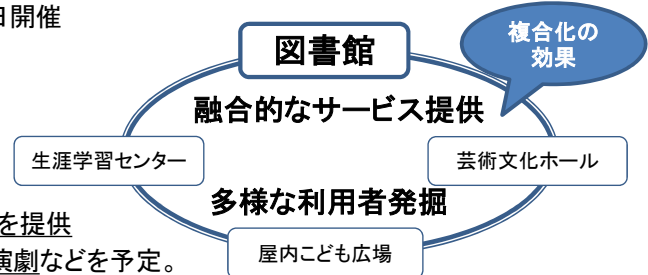 日開催
複合化の
効果
図書館
融合的なサービス提供
生涯学習センター
芸術文化ホール
多様な利用者発掘
を提供
屋内こども広場
演劇などを予定。